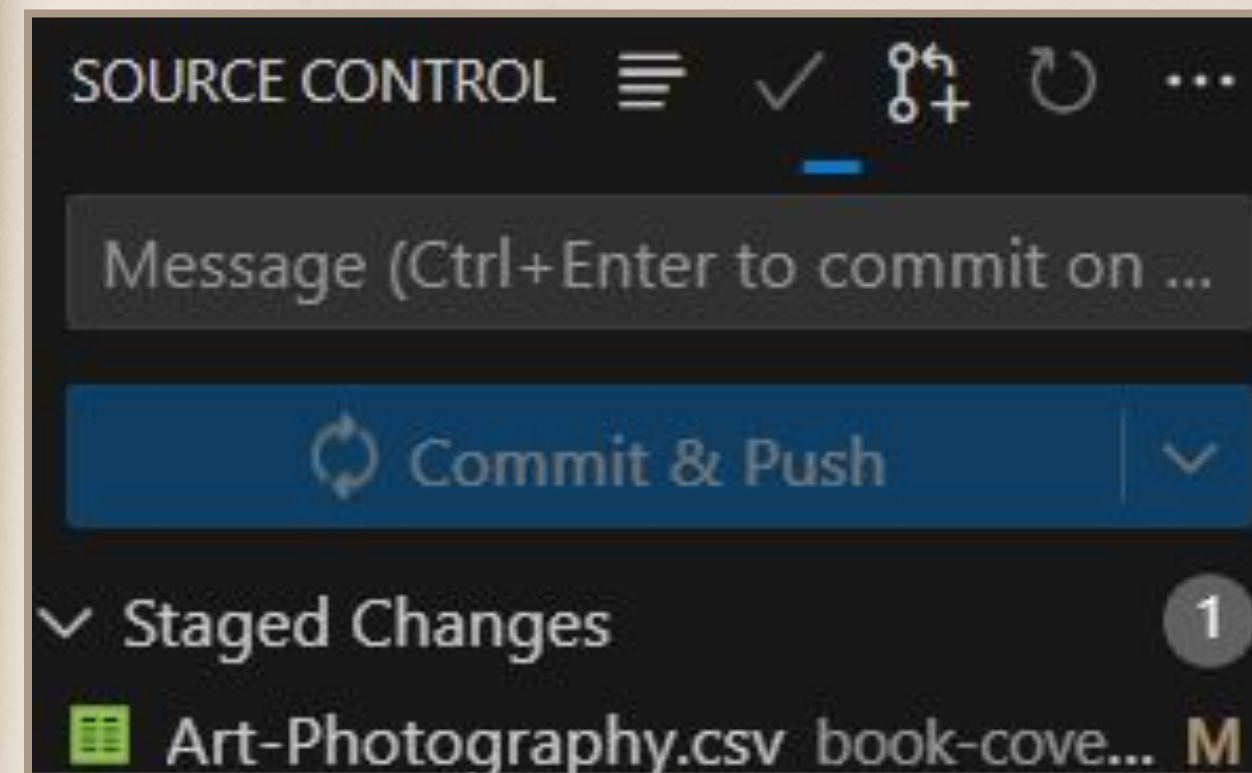 SOURCE CONTROL ...
Message (Ctrl+Enter to commit on ...
Commit & Push
Staged Changes 1
Art-Photography.csv book-cove... M